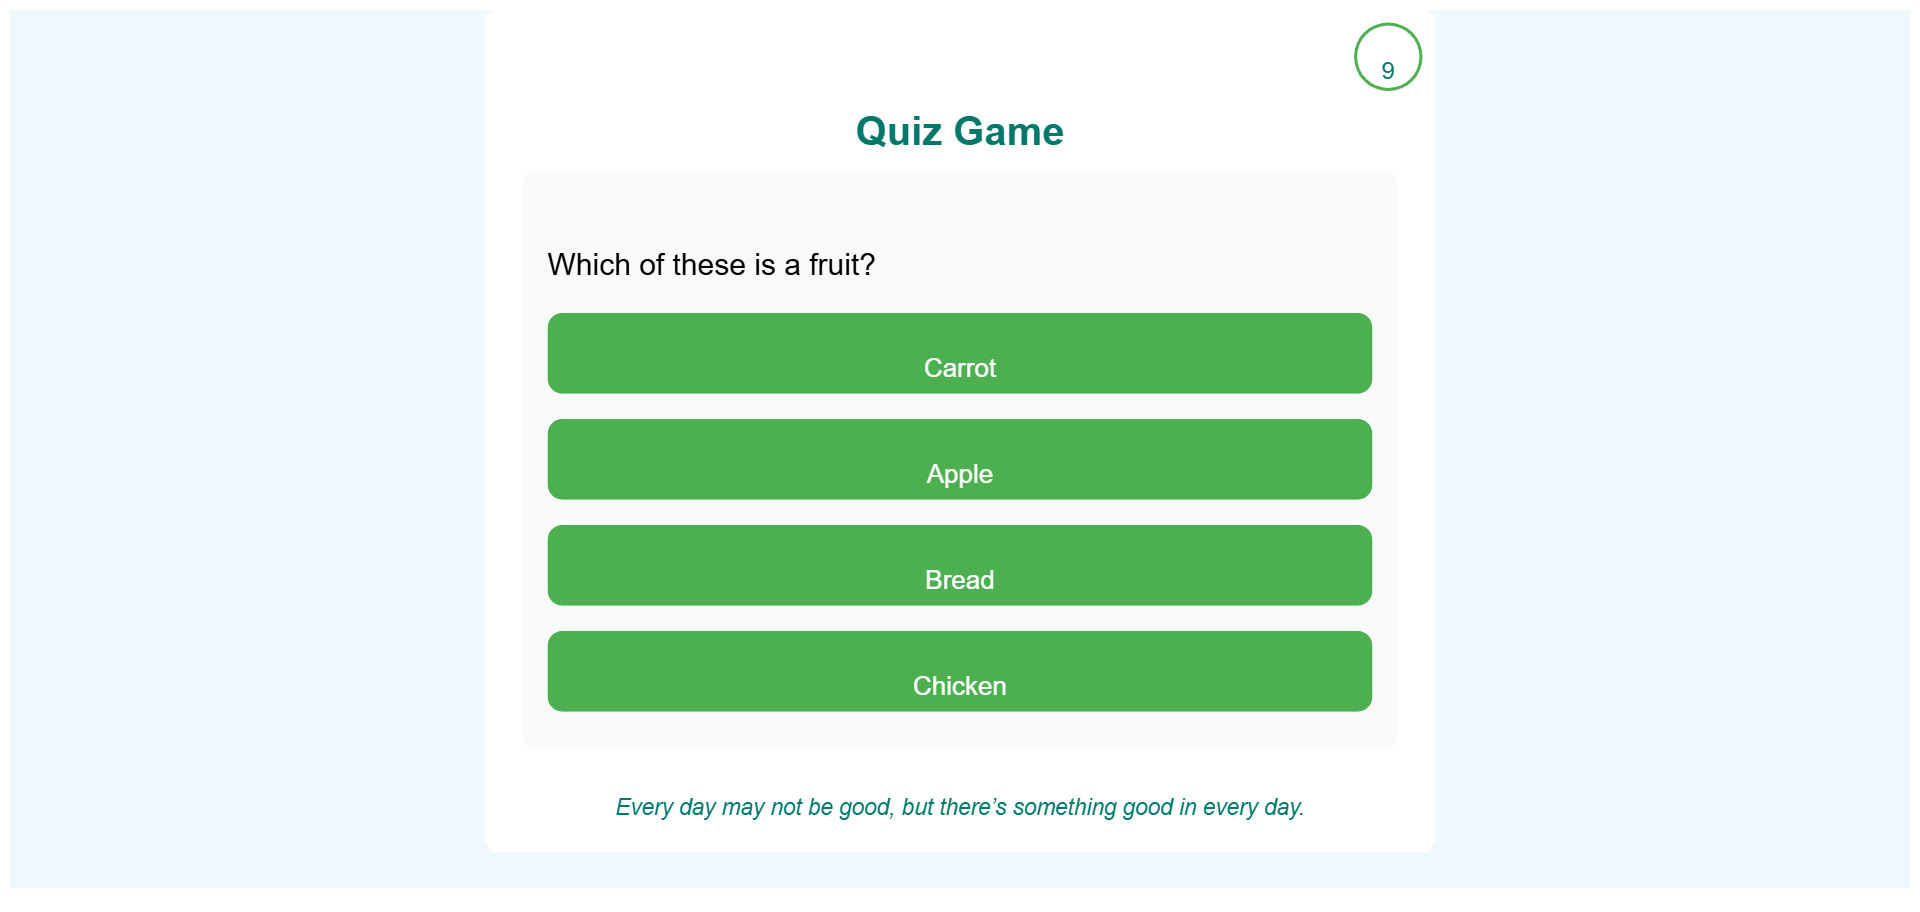 9
Quiz Game
Which of these is a fruit?
Carrot
Apple
Bread
Chicken
Every day may not be good, but there’s something good in every day.